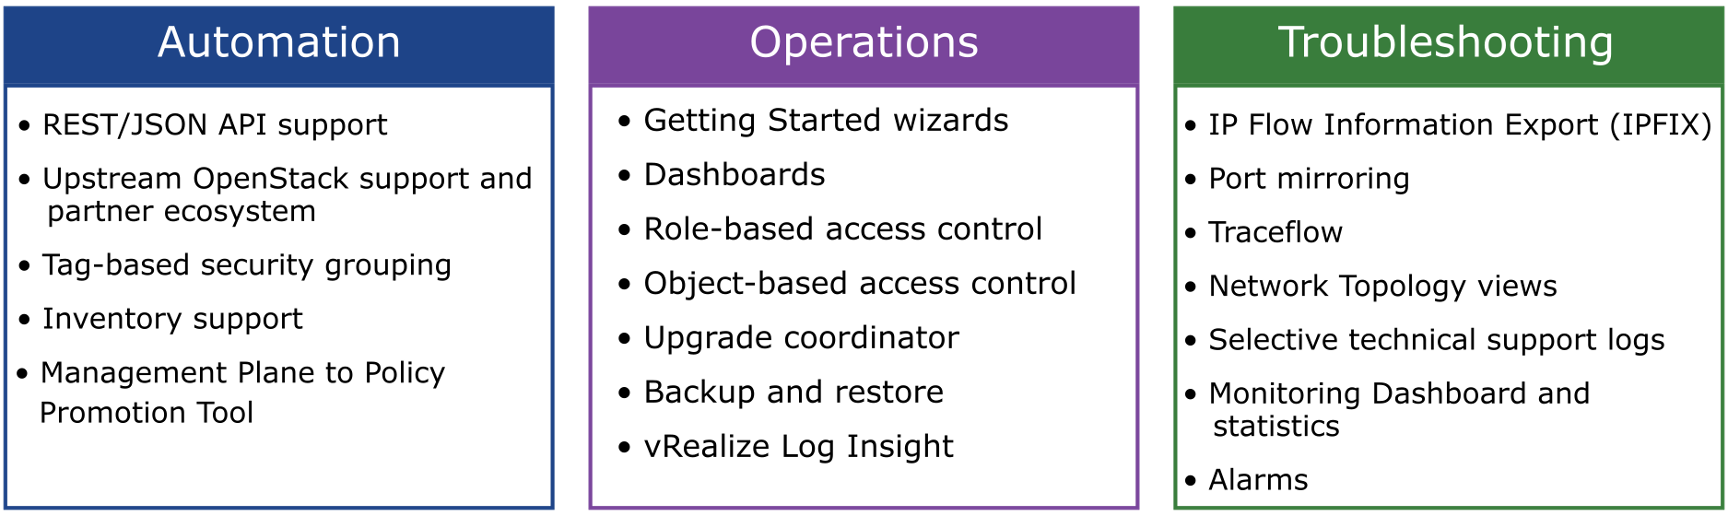 Automation
• REST/JSON API support
• Upstream OpenStack support and
partner ecosystem
• Tag-based security grouping
• Inventory support
• Management Plane to Policy
Promotion Tool
Operations
• Getting Started wizards
• Dashboards
• Role-based access control
• Object-based access control
• Upgrade coordinator
• Backup and restore
• vRealize Log Insight
Troubleshooting
• IP Flow Information Export (IPFIX)
• Port mirroring
• Traceflow
• Network Topology views
• Selective technical support logs
• Monitoring Dashboard and
statistics
• Alarms